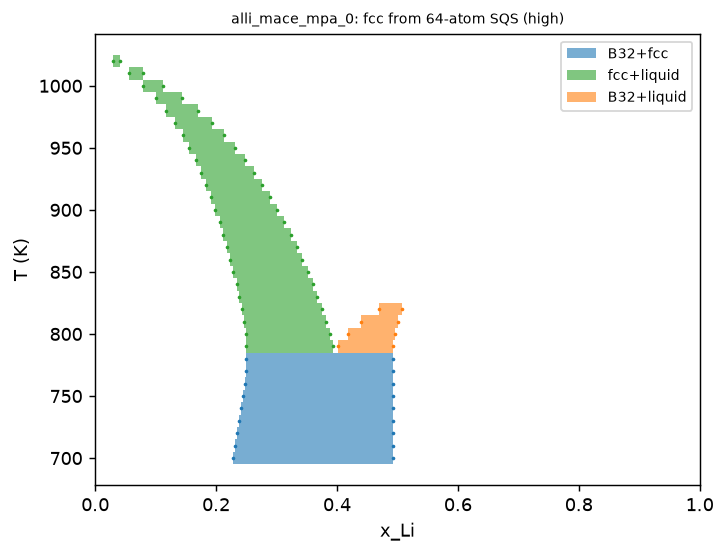 alli_mace_mpa_0: fcc from 64-atom SQS (high)
B32+fcc
fcc+liquid
B32+liquid
T (K)
1000
950
900
850
800
750
700
0.0 0.2 0.4 0.6 0.8 1.0
x_Li